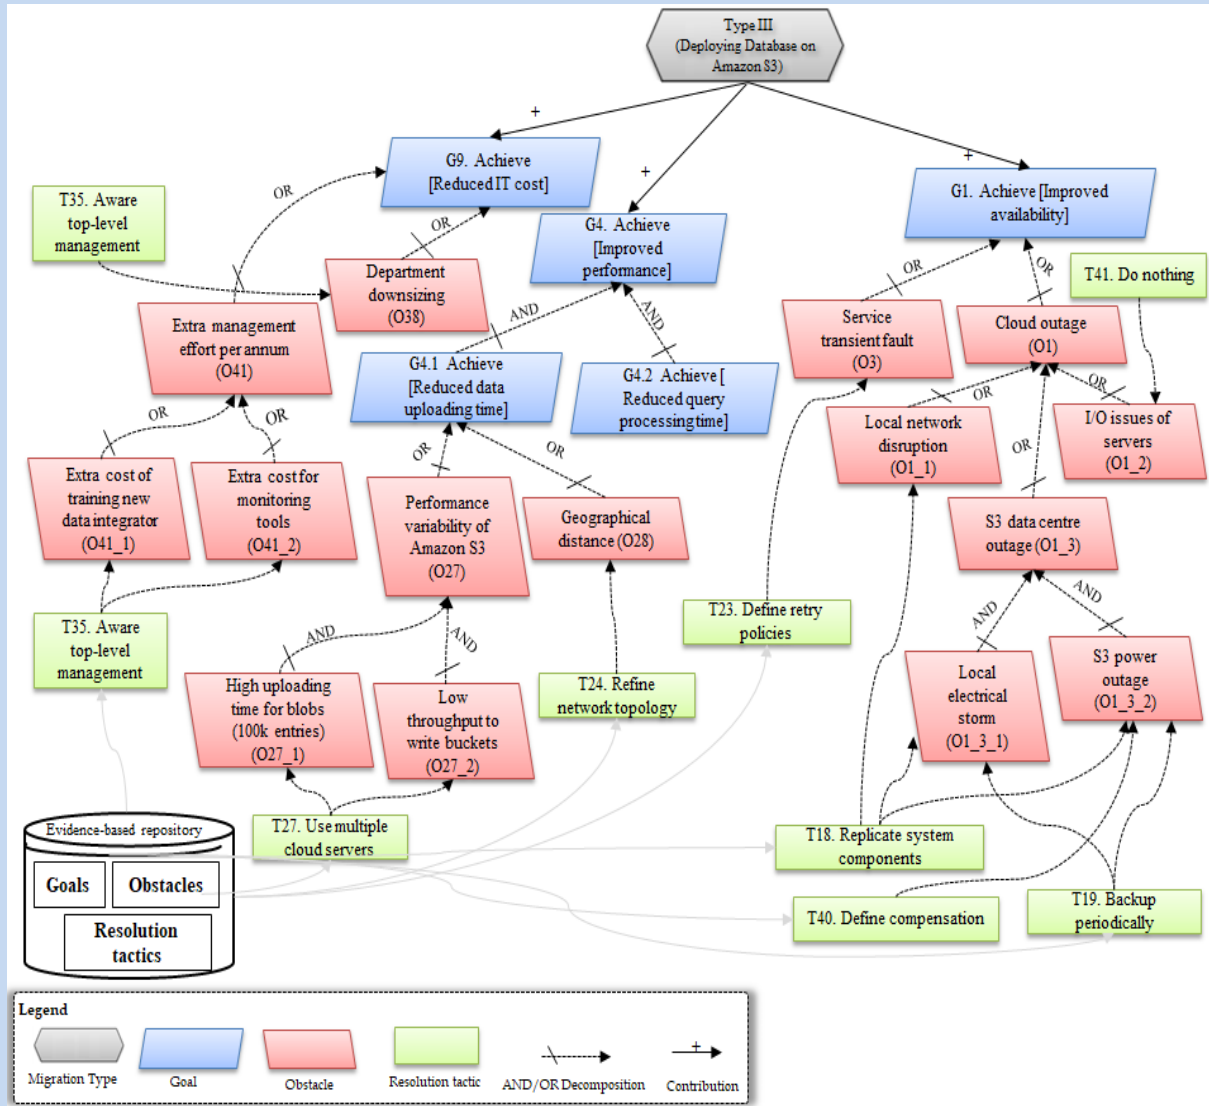 Type III
(Deploying Database on
Amazon S3)
+
+
+
G9. Achieve
[Reduced IT cost]
G1. Achieve [Improved
availability]
OR
T35. Aware
top-level
management
OR
G4. Achieve
[Improved
performance]
OR
OR
T41. Do nothing
Department
downsizing
(O38)
Extra management
effort per annum
(O41)
AND
AND
Service
transient fault
(O3)
Cloud outage
(O1)
G4.1 Achieve
[Reduced data
uploading time]
G4.2 Achieve [
Reduced query
processing time]
OR
OR
OR
OR
Local network
disruption
(O1_1)
I/O issues of
servers
(O1_2)
OR
OR
OR
Extra cost of
training new
data integrator
(O41_1)
Extra cost for
monitoring
tools
(O41_2)
Performance
variability of
Amazon S3
(O27)
Geographical
distance (O28)
S3 data centre
outage (O1_3)
AND
AND
T35. Aware
top-level
management
AND
AND
T23. Define retry
policies
High uploading
time for blobs
(100k entries)
(O27_1)
Low
throughput to
write buckets
(O27_2)
T24. Refine
network topology
Local
electrical
storm
(O1_3_1)
S3 power
outage
(O1_3_2)
Evidence-based repository
Goals
Obstacles
Resolution
tactics
T27. Use multiple
cloud servers
T18. Replicate system
components
T40. Define compensation
T19. Backup
periodically
Legend
Migration Type
Goal
Obstacle
Resolution tactic
AND/OR Decomposition
+
Contribution